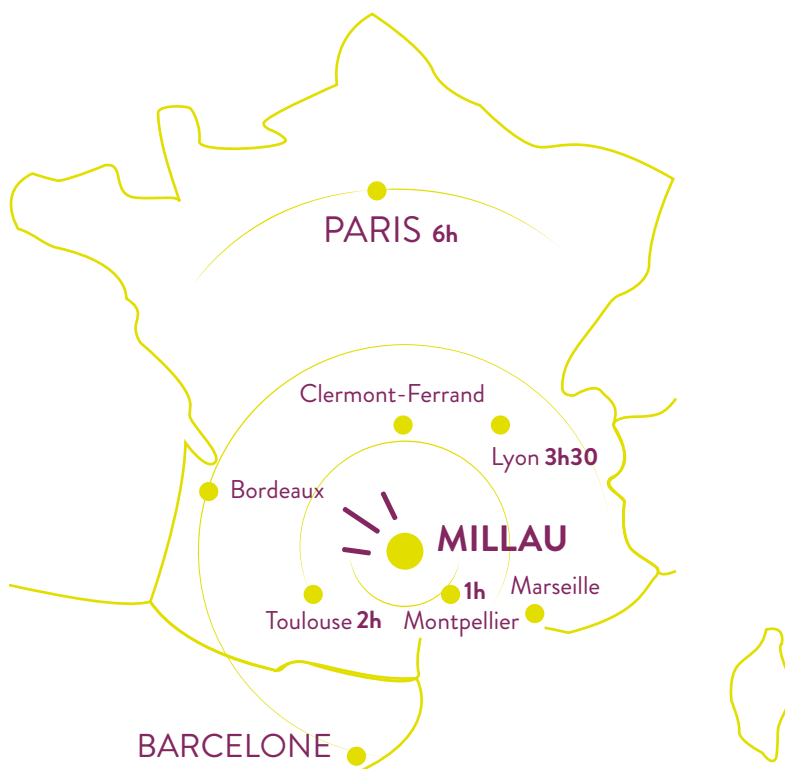 PARIS 6h
Clermont-Ferrand
Lyon 3h30
Bordeaux
MILLAU
1h
Marseille
Toulouse 2h
Montpellier
BARCELONE